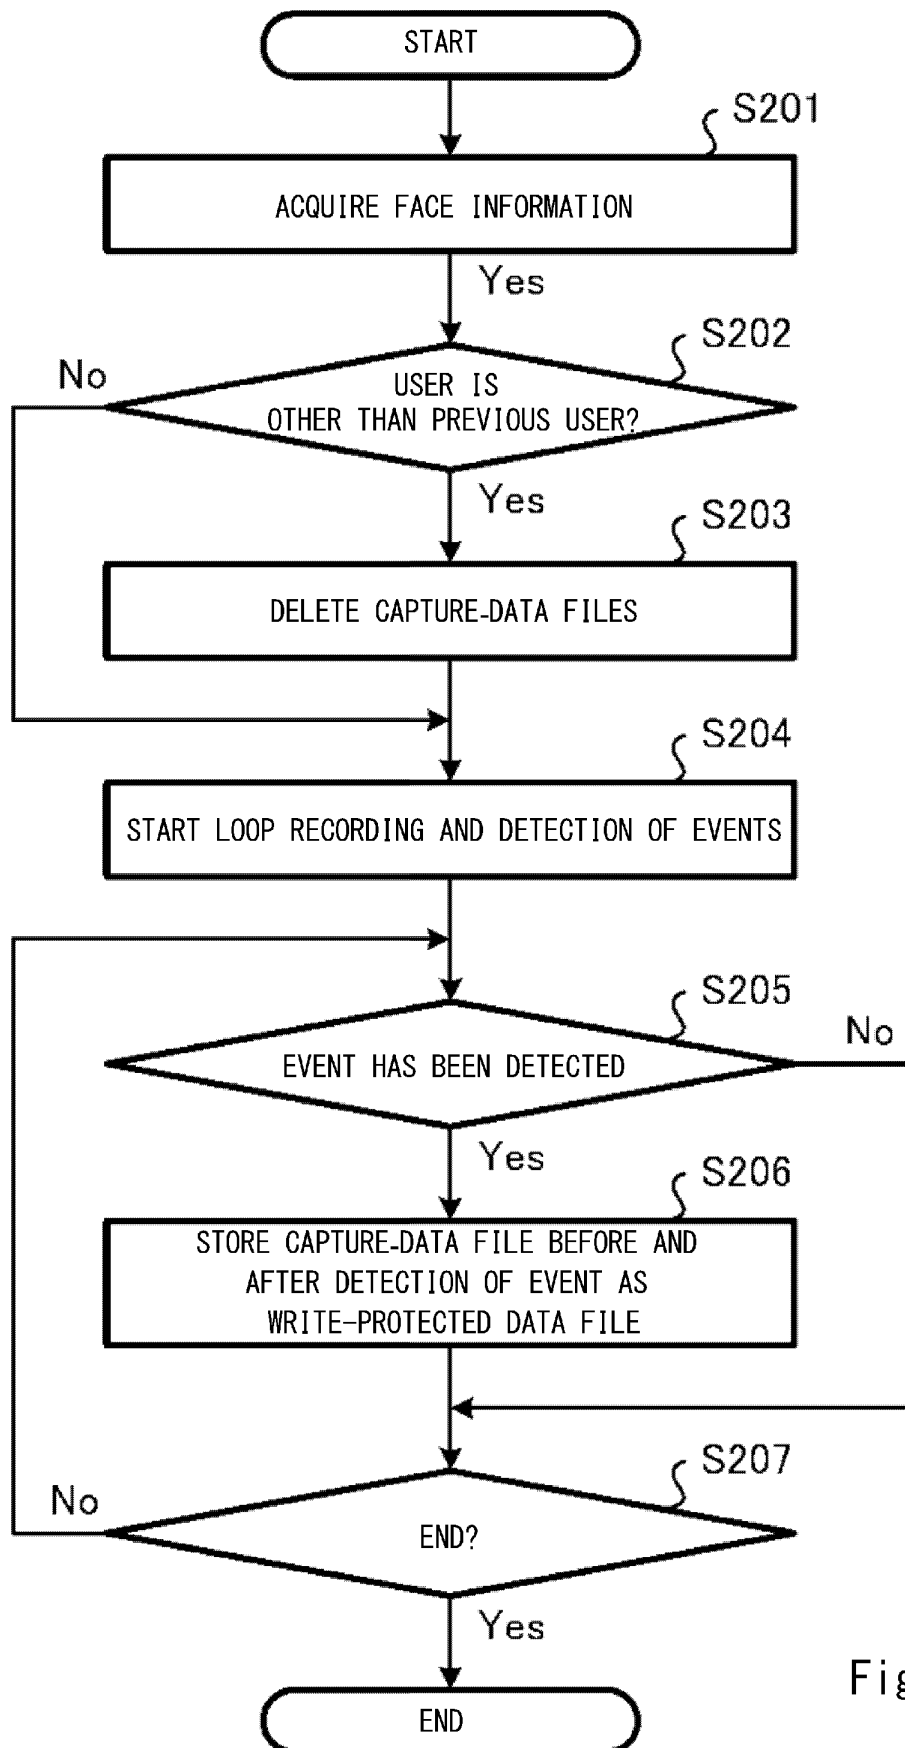 START
S201
ACQUIRE FACE INFORMATION
Yes
S202
No
USER IS
OTHER THAN PREVIOUS USER?
Yes
S203
DELETE CAPTURE-DATA FILES
S204
START LOOP RECORDING AND DETECTION OF EVENTS
S205
No
EVENT HAS BEEN DETECTED
Yes
S206
STORE CAPTURE-DATA FILE BEFORE AND
AFTER DETECTION OF EVENT AS
WRITE-PROTECTED DATA FILE
S207
No
END?
Yes
Fig
END